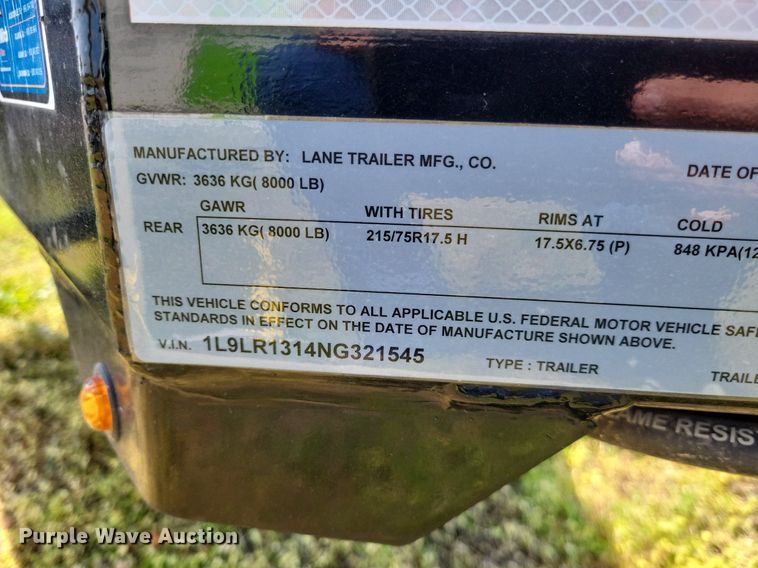 MANUFACTURED BY: LANE TRAILER MFG., CO.
DATE OF
GVWR: 3636 KG( 8000 LB)
GAWR WITH TIRES RIMS AT COLD
REAR 3636 KG( 8000 LB) 215/75R17.5 H 17.5X6.75 (P) 848 KPA(12
THIS VEHICLE CONFORMS TO ALL APPLICABLE U.S. FEDERAL MOTOR VEHICLE SAF
STANDARDS IN EFFECT ON THE DATE OF MANUFACTURE SHOWN ABOVE.
V.I.N. 1L9LR1314NG321545 TYPE : TRAILER TRAILE
AME RESIS
Purple Wave Auction